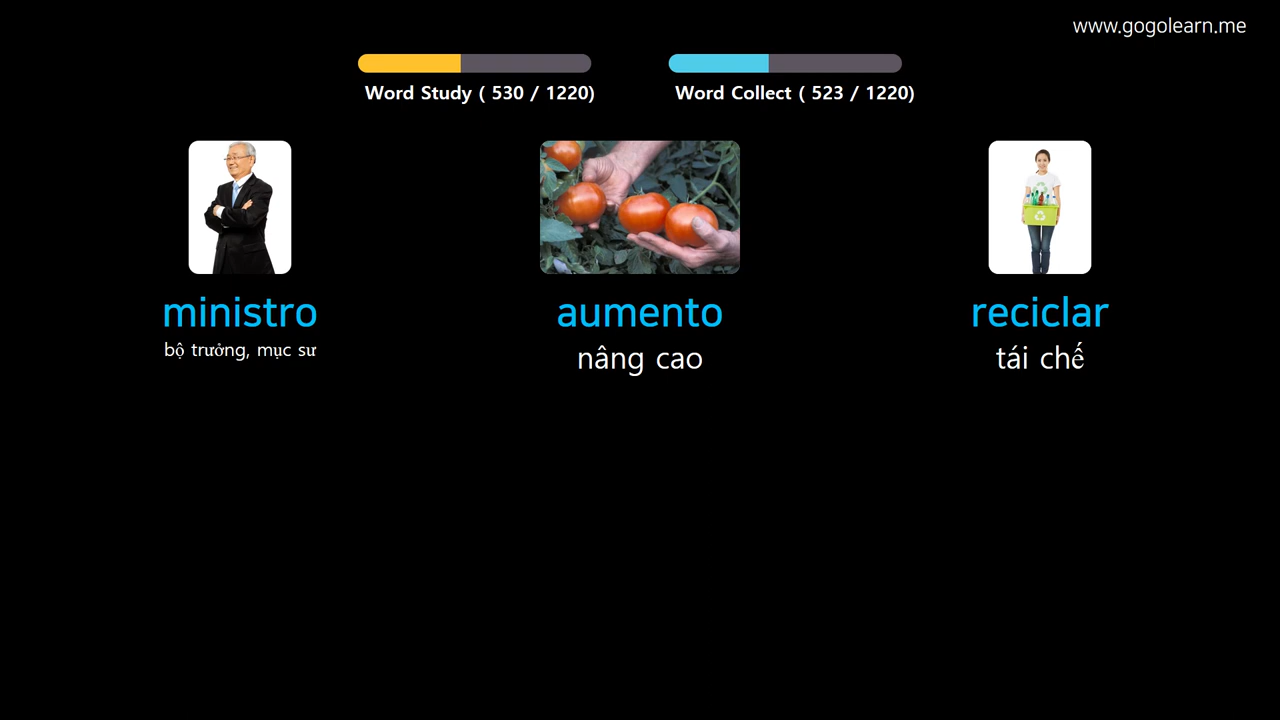 www.gogolearn.me
Word Study ( 530 / 1220)
Word Collect ( 523 / 1220)
ministro
aumento
reciclar
bộ trưởng, mục sư
nâng cao
tái chế